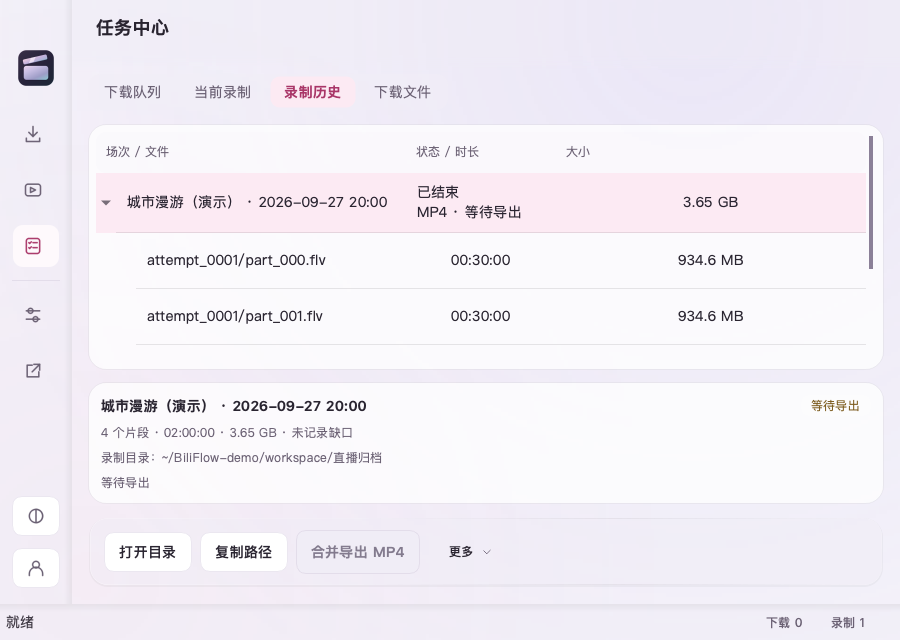 任务中心
下载队列 当前录制 录制历史 下载文件
场次 / 文件 状态 / 时长 大小
城市漫游（演示） · 2026-09-27 20:00 已结束 3.65 GB
MP4 · 等待导出
attempt_0001/part_000.flv 00:30:00 934.6 MB
attempt_0001/part_001.flv 00:30:00 934.6 MB
城市漫游（演示） · 2026-09-27 20:00 等待导出
4 个片段 · 02:00:00 · 3.65 GB · 未记录缺口
录制目录: ~/BiliFlow-demo/workspace/直播归档
等待导出
打开目录 复制路径 合并导出 MP4 更多
就绪 下载 0 录制 1